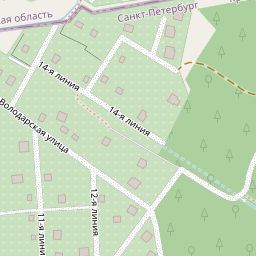 Санкт-Петербург
ая область
14-я линия
14-я линия
Володарская улица
12-я линия
11-я линия